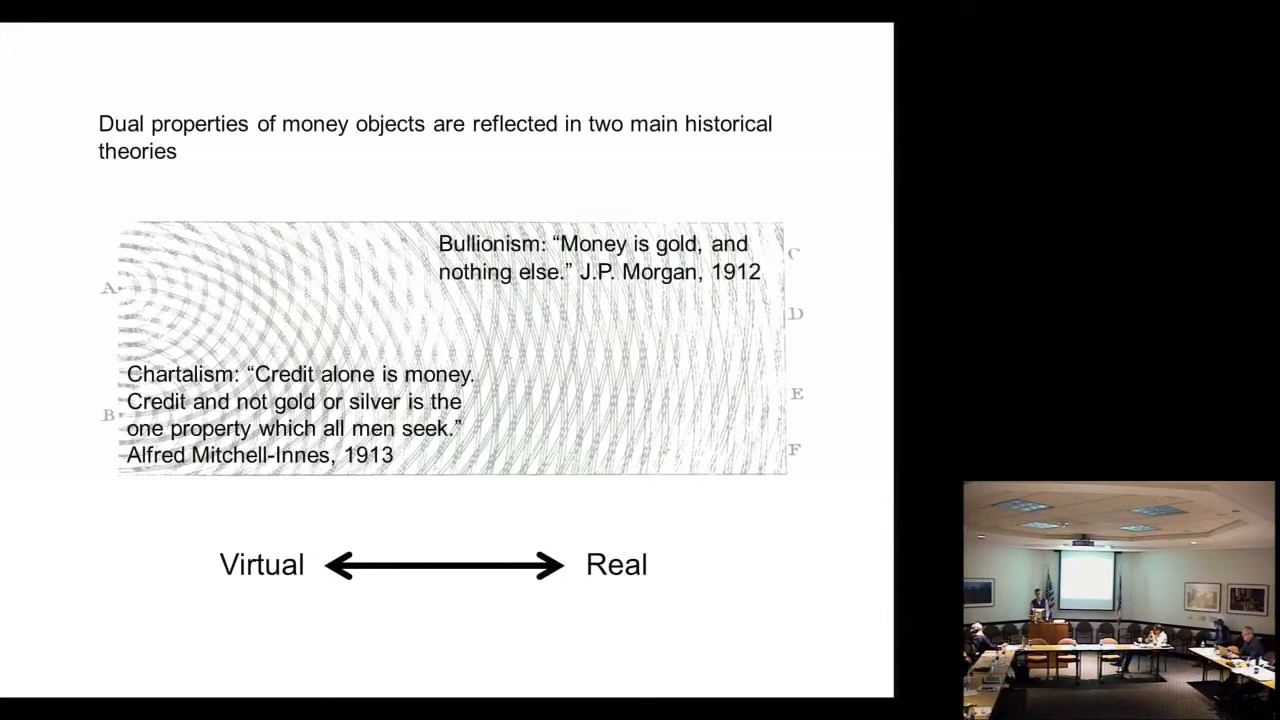 Dual properties of money objects are reflected in two main historical
theories
Bullionism: “Money is gold, and
nothing else.” J.P. Morgan, 1912
C
A
D
Chartalism: “Credit alone is money.
Credit and not gold or silver is the
one property which all men seek.”
Alfred Mitchell-Innes, 1913
E
B
F
Virtual
Real